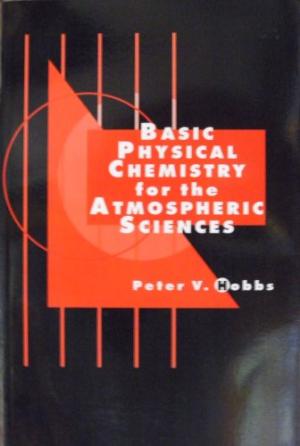 BASIC
PHYSICAL
CHEMISTRY
for the
ATMOSPHERIC
SCIENCES
Peter V. Hobbs